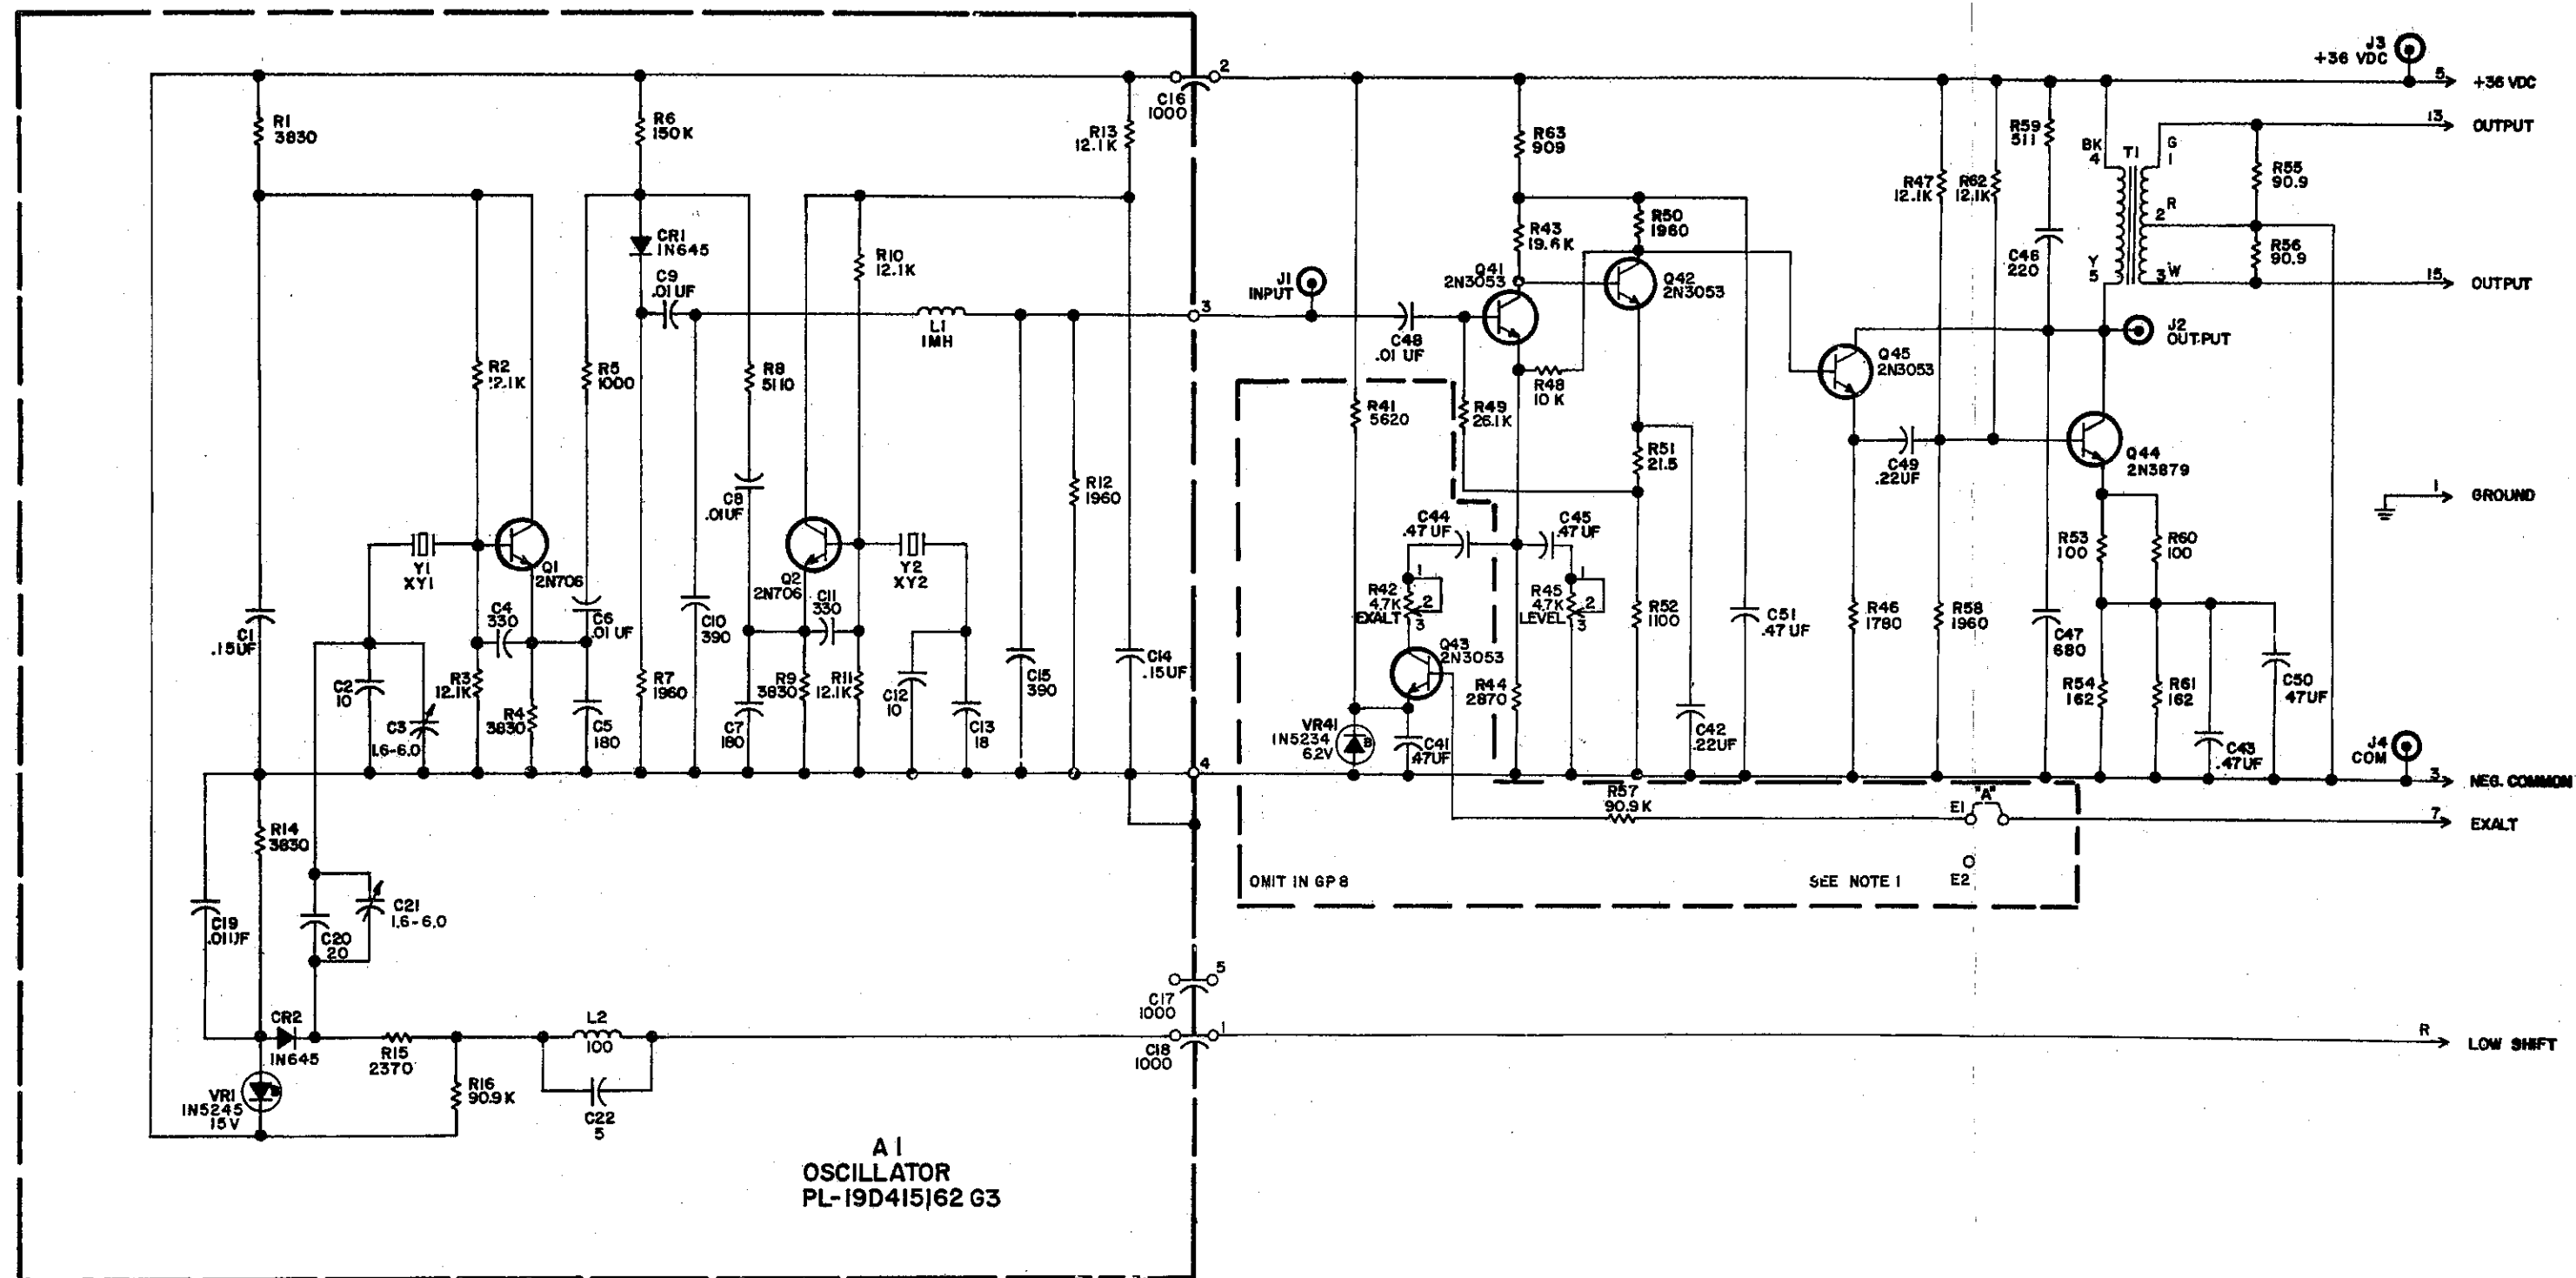 J3
+36 VDC
5
+36 VDC
2
C16
1000
R1
3830
R6
150K
R13
12.1K
R63
909
R59
511
BK
4
T1
G
1
13
OUTPUT
R55
90.9
R47
12.1K
R62
12.1K
2
R
R43
19.6K
R50
1960
CR1
1N645
C9
.01UF
R10
12.1K
C46
220
R56
90.9
Y
5
3
W
15
OUTPUT
J1
INPUT
Q41
2N3053
Q42
2N3053
3
L1
1MH
C48
.01 UF
J2
OUTPUT
R2
12.1K
R5
1000
R8
5110
R48
10 K
Q45
2N3053
R41
5620
R49
26.1K
R51
21.5
C49
.22UF
Q44
2N3879
C8
.01UF
R12
1960
1
GROUND
Y1
XY1
Q1
2N706
Q2
2N706
Y2
XY2
C44
.47 UF
C45
.47 UF
R53
100
R60
100
C4
330
C6
.01 UF
C10
390
C11
330
1
R42
4.7K
EXALT
2
3
1
R45
4.7K
LEVEL
2
3
R52
1100
C51
.47 UF
R46
1780
R58
1960
C47
680
C1
.15UF
C2
10
C3
1.6-6.0
R3
12.1K
R4
3830
C5
180
R7
1960
C7
180
R9
3830
R11
12.1K
C12
10
C13
18
C15
390
C14
.15UF
Q43
2N3053
R44
2870
R54
162
R61
162
C50
.47UF
VR41
1N5234
6.2V
B
C41
.47UF
C42
.22UF
C43
.47UF
J4
COM
4
3
NEG. COMMON
R57
90.9K
E1
"A"
7
EXALT
R14
3830
OMIT IN GP 8
SEE NOTE 1
E2
C19
.01UF
C20
20
C21
1.6-6.0
5
C17
1000
CR2
1N645
R15
2370
L2
100
1
C18
1000
R
LOW SHIFT
VR1
1N5245
15V
B
R16
90.9K
C22
5
A1
OSCILLATOR
PL-19D415162 G3